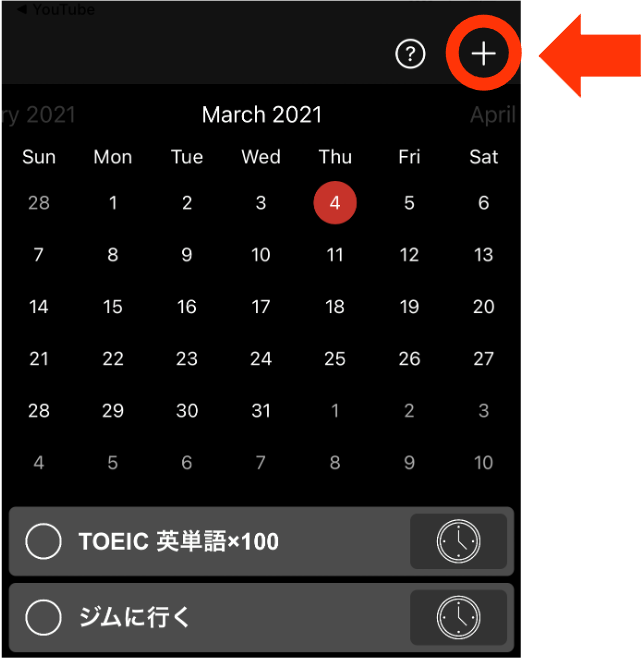 ◀ YouTube
? +
ry 2021 March 2021 April
Sun Mon Tue Wed Thu Fri Sat
28 1 2 3 4 5 6
7 8 9 10 11 12 13
14 15 16 17 18 19 20
21 22 23 24 25 26 27
28 29 30 31 1 2 3
4 5 6 7 8 9 10
TOEIC 英単語×100
ジムに行く